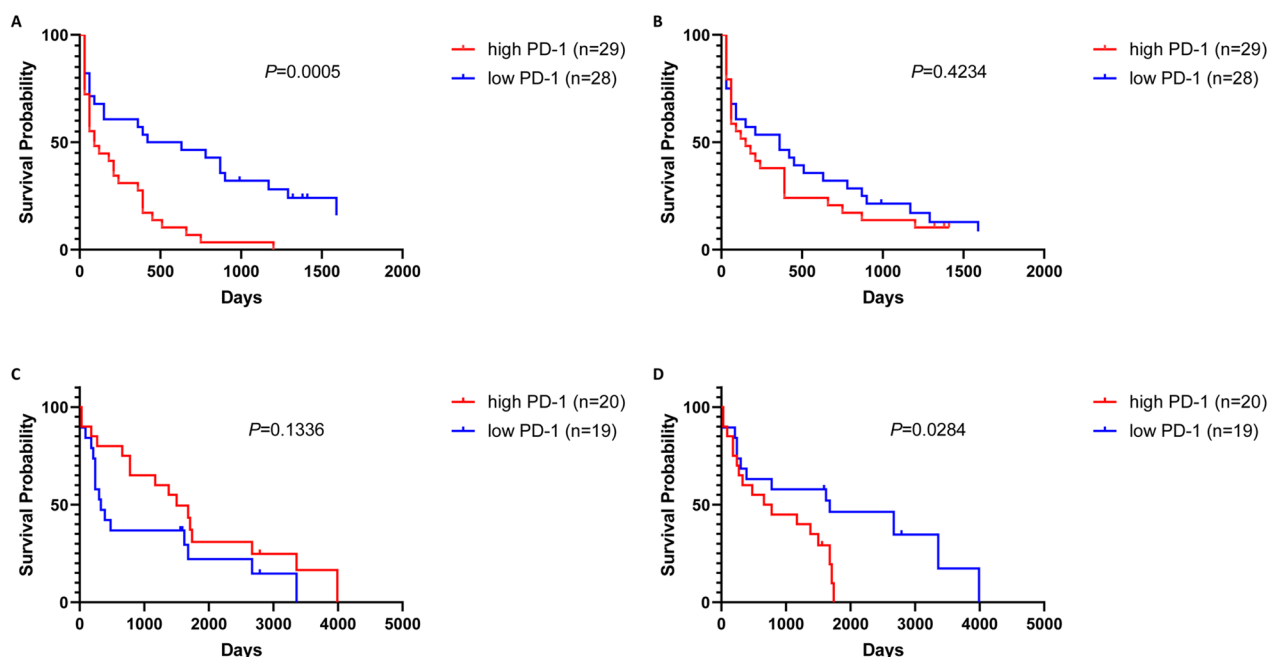 A
Survival Probability
100
50
0
0 500 1000 1500 2000
Days
P=0.0005
high PD-1 (n=29)
low PD-1 (n=28)
B
Survival Probability
100
50
0
0 500 1000 1500 2000
Days
P=0.4234
high PD-1 (n=29)
low PD-1 (n=28)
C
Survival Probability
100
50
0
0 1000 2000 3000 4000 5000
Days
P=0.1336
high PD-1 (n=20)
low PD-1 (n=19)
D
Survival Probability
100
50
0
0 1000 2000 3000 4000 5000
Days
P=0.0284
high PD-1 (n=20)
low PD-1 (n=19)